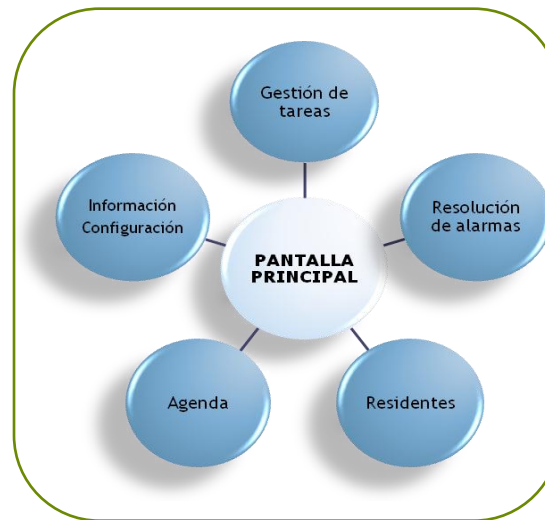 Gestión de
tareas
Información
Configuración
Resolución
de alarmas
PANTALLA
PRINCIPAL
Agenda
Residentes